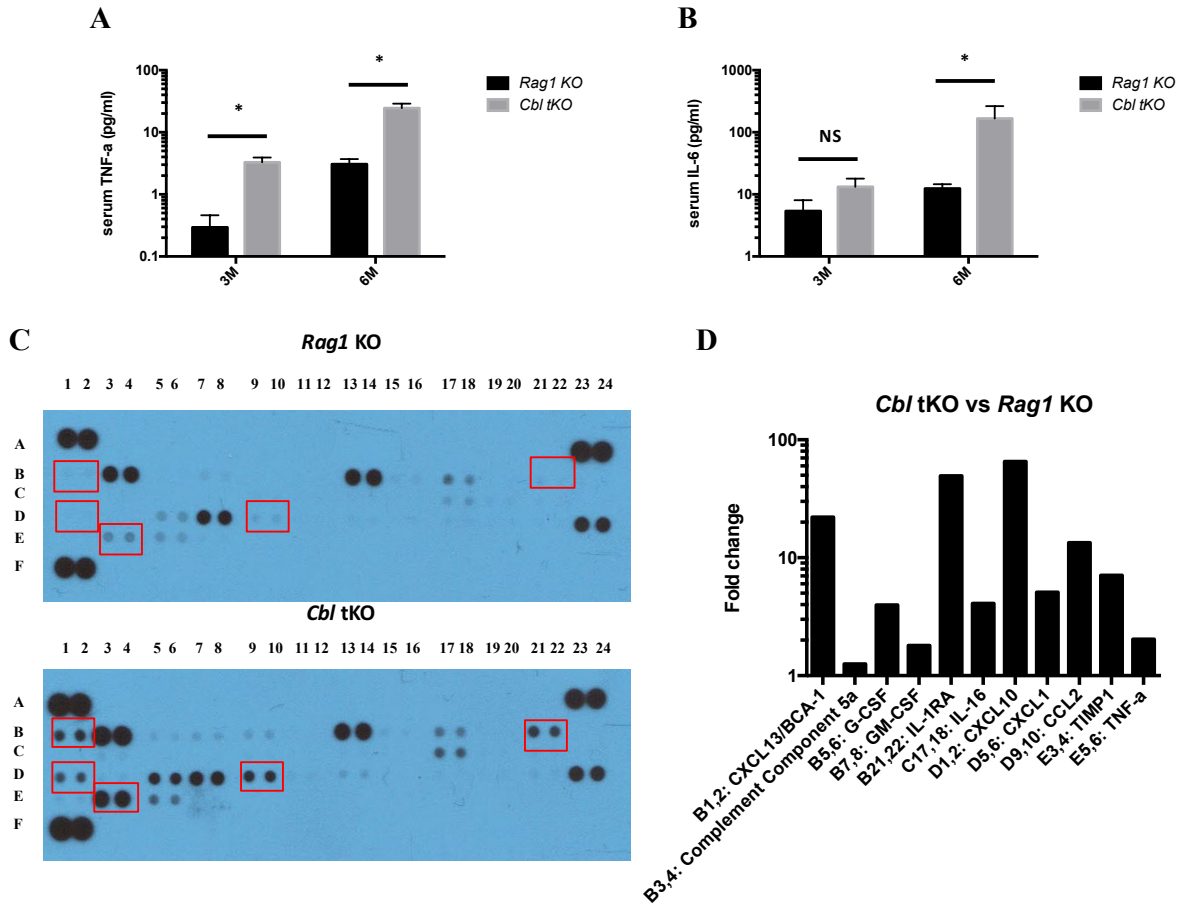 A
100
10
1
0.1
serum TNF-a (pg/ml)
*
*
3M
6M
Rag1 KO
Cbl tKO
B
1000
100
10
1
serum IL-6 (pg/ml)
NS
*
3M
6M
Rag1 KO
Cbl tKO
C
Rag1 KO
1 2 3 4 5 6 7 8 9 10 11 12 13 14 15 16 17 18 19 20 21 22 23 24
A
B
C
D
E
F
Cbl tKO
1 2 3 4 5 6 7 8 9 10 11 12 13 14 15 16 17 18 19 20 21 22 23 24
A
B
C
D
E
F
D
Cbl tKO vs Rag1 KO
100
10
1
Fold change
B1,2: CXCL13/BCA-1
B3,4: Complement Component 5a
B5,6: G-CSF
B7,8: GM-CSF
B21,22: IL-1RA
C17,18: IL-16
D1,2: CXCL10
D5,6: CXCL1
D9,10: CCL2
E3,4: TIMP1
E5,6: TNF-a